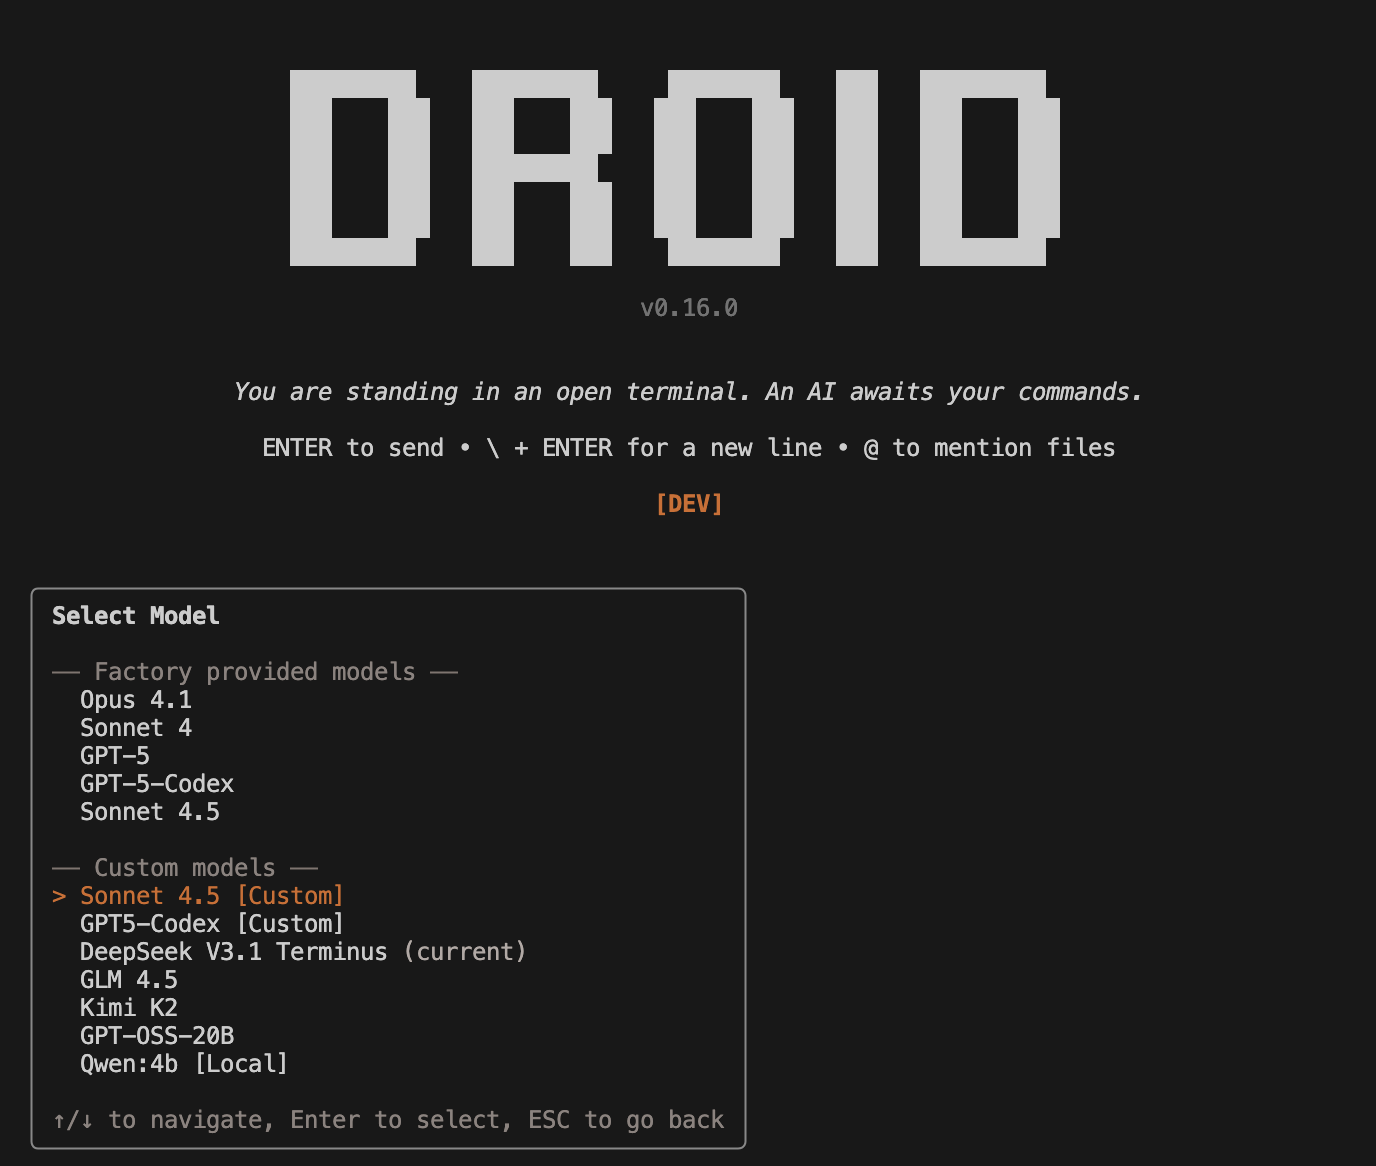 DROID
v0.16.0
You are standing in an open terminal. An AI awaits your commands.
ENTER to send • \ + ENTER for a new line • @ to mention files
[DEV]
Select Model
── Factory provided models ──
Opus 4.1
Sonnet 4
GPT-5
GPT-5-Codex
Sonnet 4.5
── Custom models ──
> Sonnet 4.5 [Custom]
GPT5-Codex [Custom]
DeepSeek V3.1 Terminus (current)
GLM 4.5
Kimi K2
GPT-OSS-20B
Qwen:4b [Local]
↑/↓ to navigate, Enter to select, ESC to go back